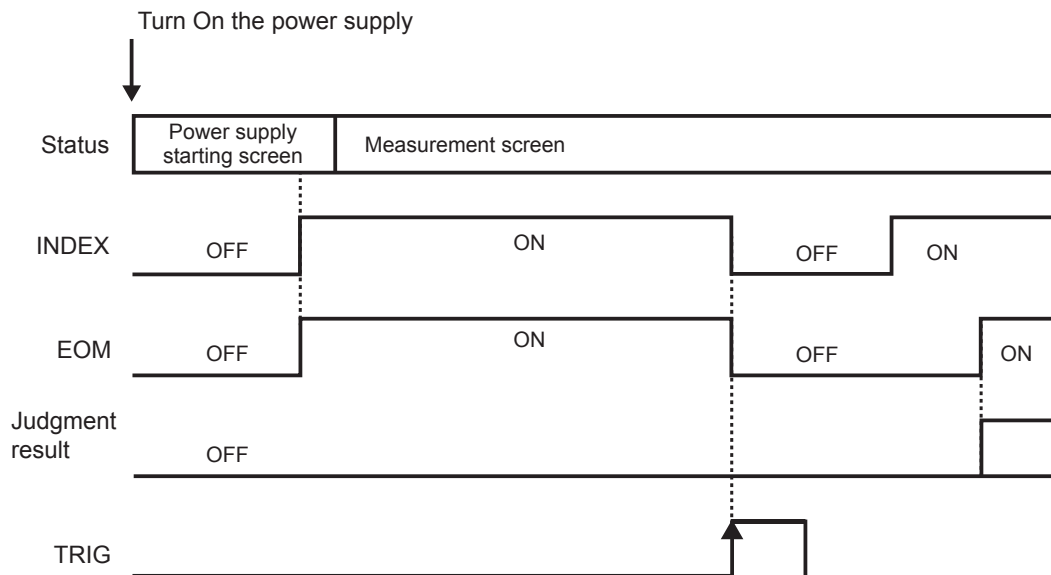 Turn On the power supply
Status
Power supply
starting screen
Measurement screen
INDEX
OFF
ON
OFF
ON
EOM
OFF
ON
OFF
ON
Judgment
result
OFF
TRIG